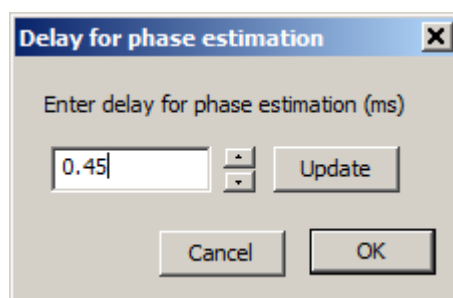 Delay for phase estimation
Enter delay for phase estimation (ms)
0.45 Update
Cancel OK